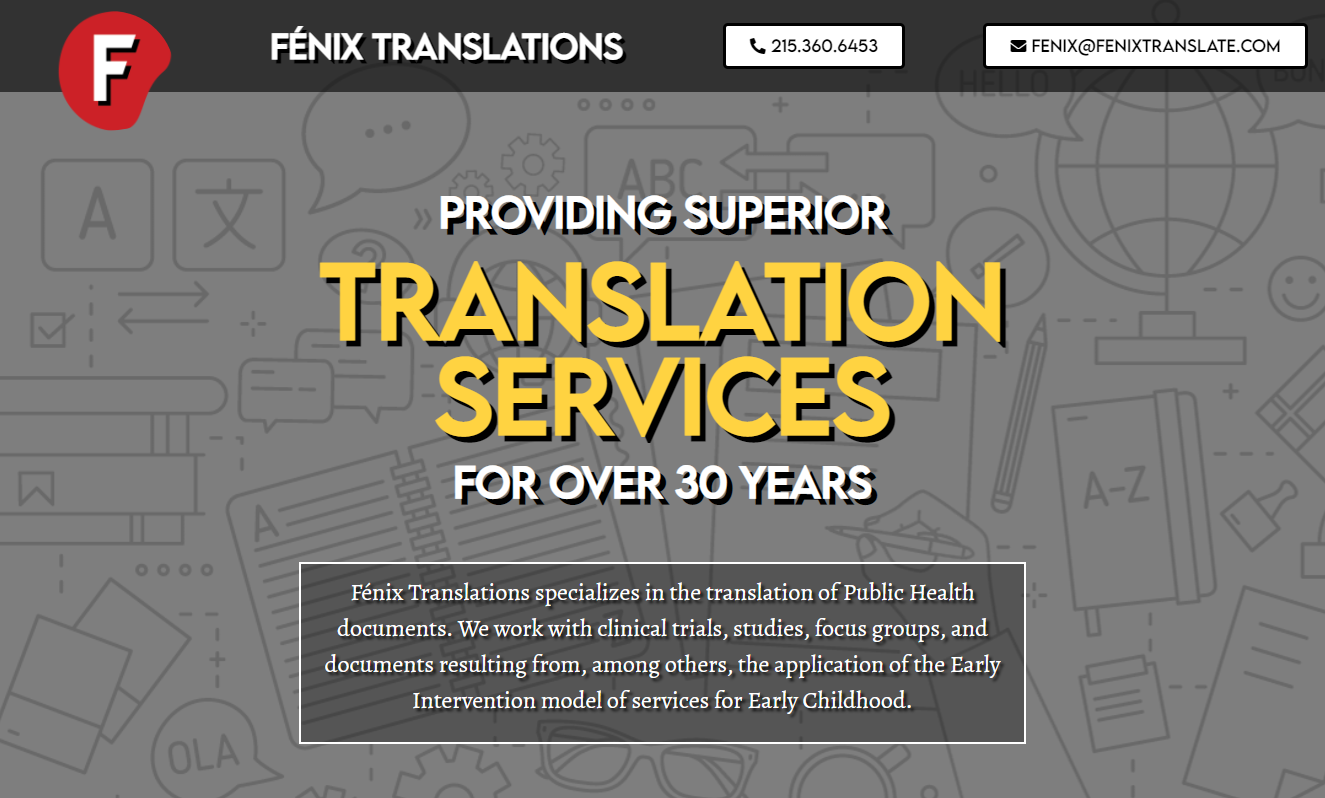 F
FÉNIX TRANSLATIONS
215.360.6453
FENIX@FENIXTRANSLATE.COM
HELLO
ABC
A
文
PROVIDING SUPERIOR
TRANSLATION
SERVICES
FOR OVER 30 YEARS
A-Z
A
Fénix Translations specializes in the translation of Public Health
documents. We work with clinical trials, studies, focus groups, and
documents resulting from, among others, the application of the Early
Intervention model of services for Early Childhood.
OLA